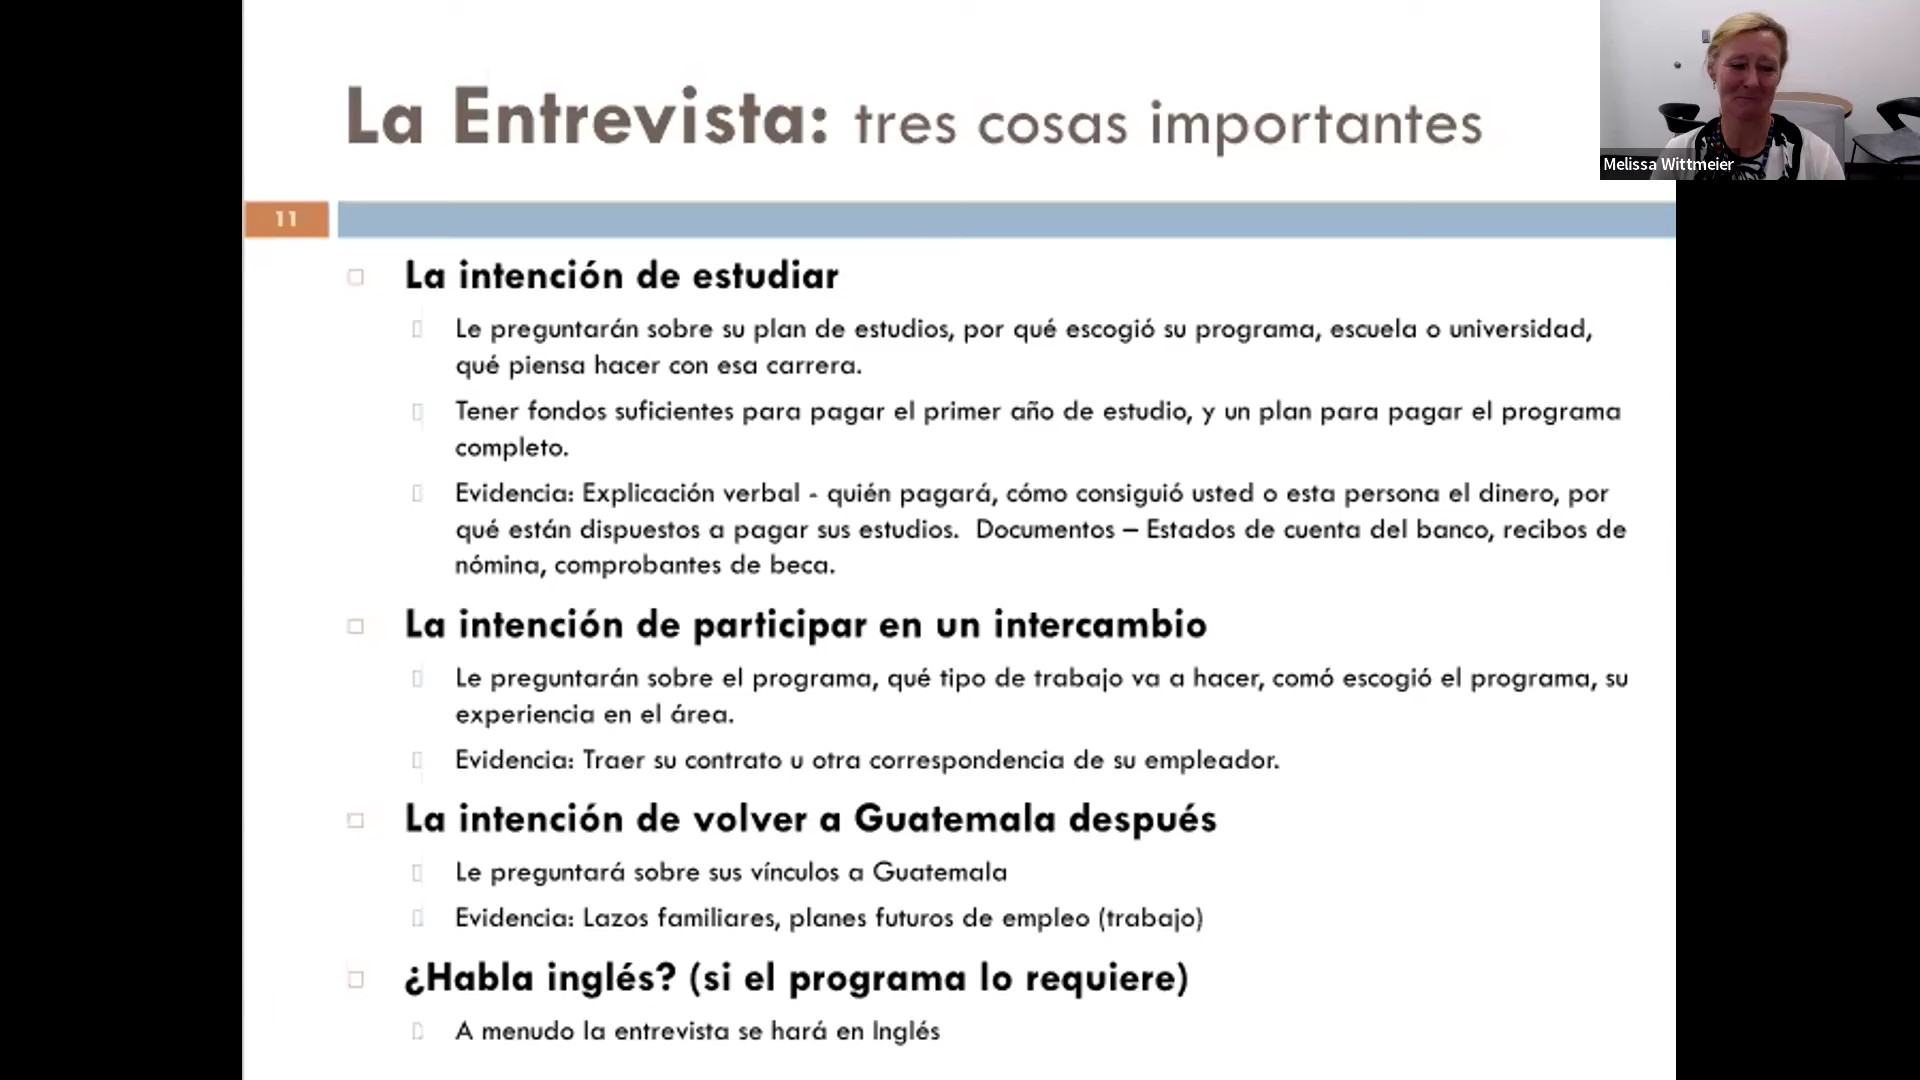 La Entrevista: tres cosas importantes
Melissa Wittmeier
11
La intención de estudiar
Le preguntarán sobre su plan de estudios, por qué escogió su programa, escuela o universidad,
qué piensa hacer con esa carrera.
Tener fondos suficientes para pagar el primer año de estudio, y un plan para pagar el programa
completo.
Evidencia: Explicación verbal - quién pagará, cómo consiguió usted o esta persona el dinero, por
qué están dispuestos a pagar sus estudios.  Documentos – Estados de cuenta del banco, recibos de
nómina, comprobantes de beca.
La intención de participar en un intercambio
Le preguntarán sobre el programa, qué tipo de trabajo va a hacer, comó escogió el programa, su
experiencia en el área.
Evidencia: Traer su contrato u otra correspondencia de su empleador.
La intención de volver a Guatemala después
Le preguntará sobre sus vínculos a Guatemala
Evidencia: Lazos familiares, planes futuros de empleo (trabajo)
¿Habla inglés? (si el programa lo requiere)
A menudo la entrevista se hará en Inglés